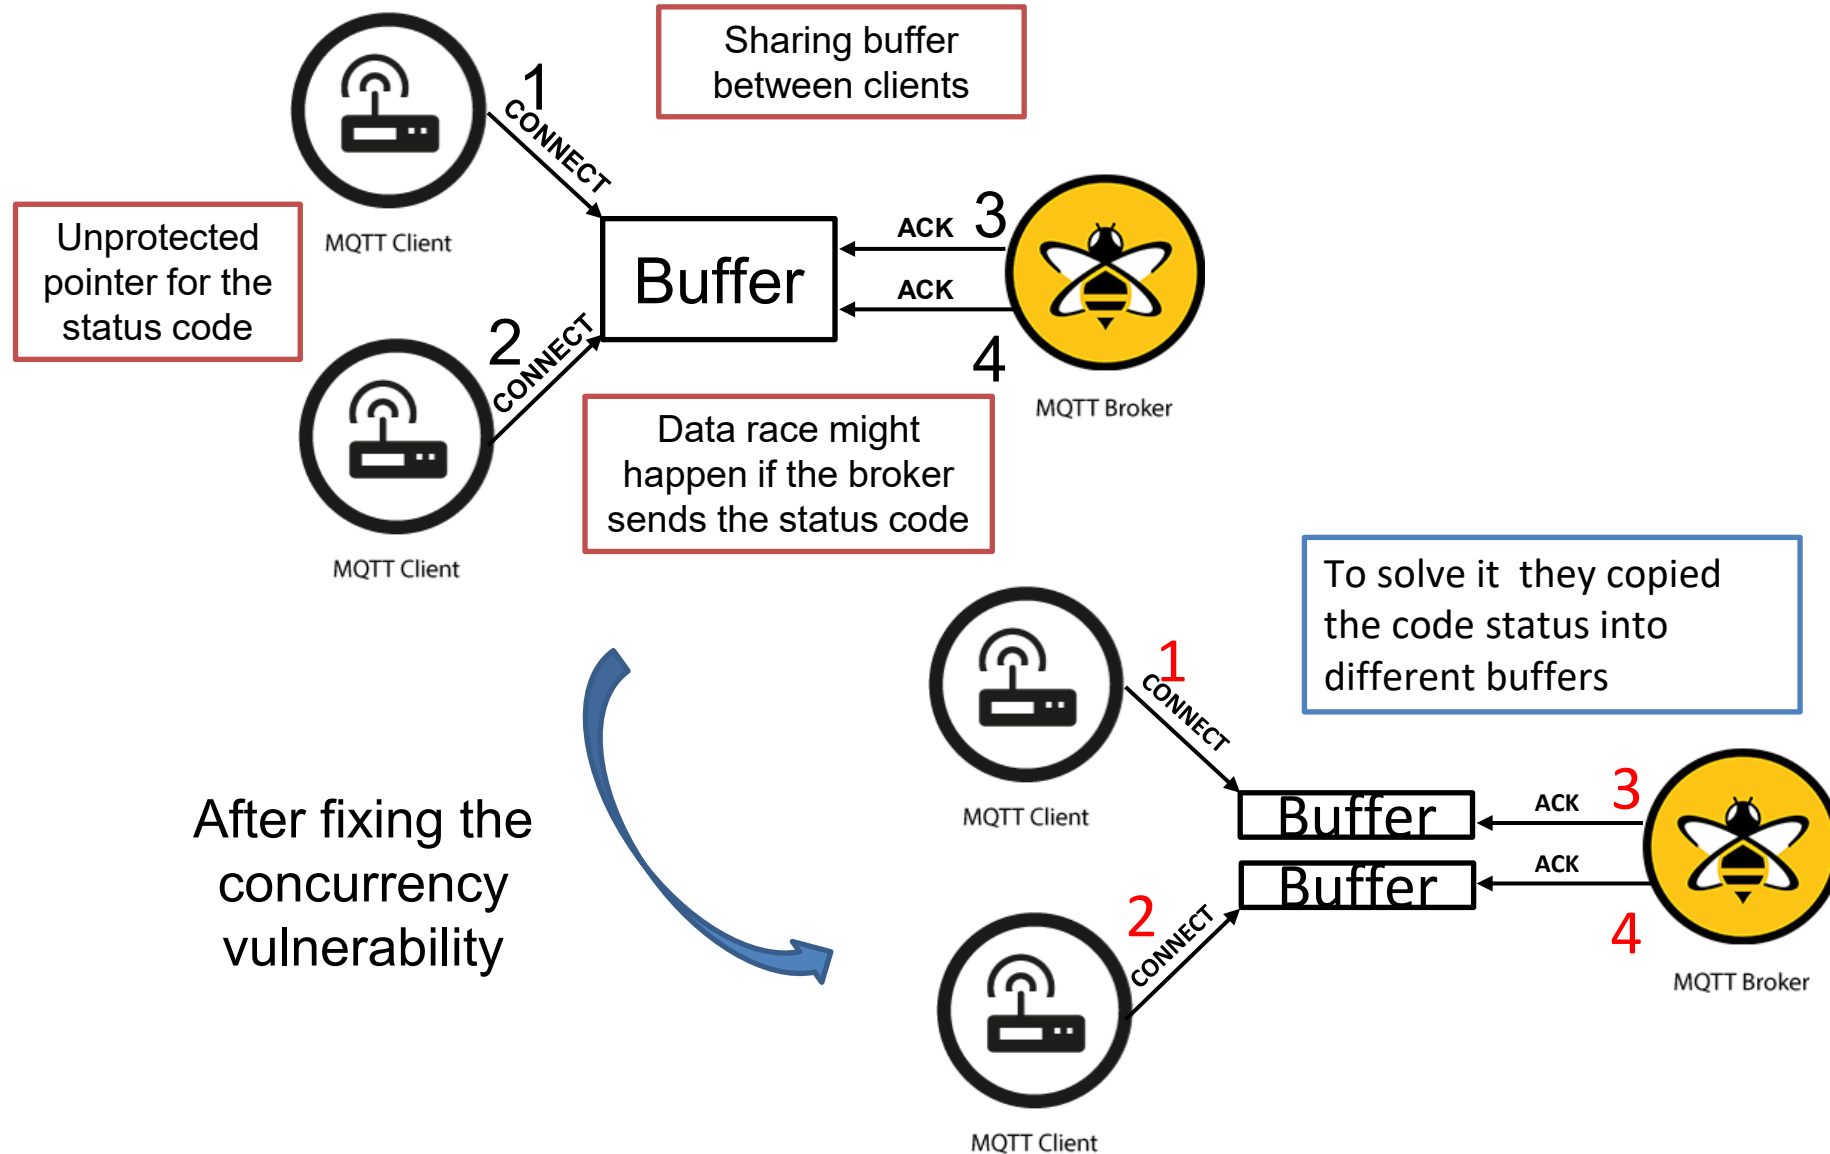 Sharing buffer
between clients
1
CONNECT
MQTT Client
Unprotected
pointer for the
status code
2
CONNECT
MQTT Client
Buffer
ACK
3
ACK
4
MQTT Broker
Data race might
happen if the broker
sends the status code
To solve it  they copied
the code status into
different buffers
After fixing the
concurrency
vulnerability
1
CONNECT
MQTT Client
2
CONNECT
MQTT Client
Buffer
Buffer
ACK
3
ACK
4
MQTT Broker